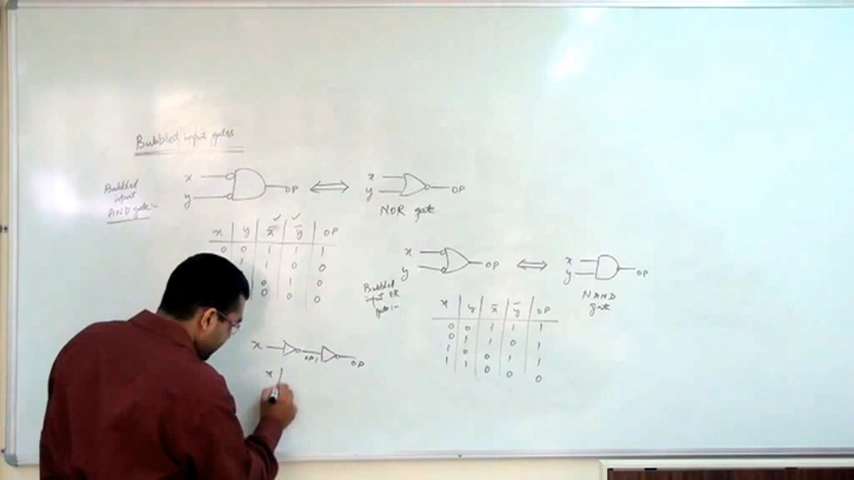 Bubbled input gates
Bubbled
input
AND gate :-
x
y
OP
x
y
OP
NOR gate
x y x̅ y̅ OP
0 0 1 1 1
1 0 0
0 1 0
0 0 0
Bubbled
input OR
gate :-
x
y
OP
x
y
OP
NAND
gate
x y x̅ y̅ OP
0 0 1 1 1
0 1 1 0 1
1 0 0 1 1
1 1 0 0 0
x
OP1
OP
x